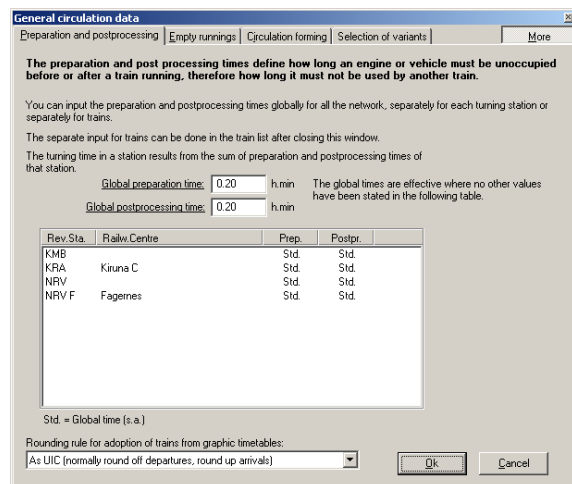 General circulation data
Preparation and postprocessing Empty runnings Circulation forming Selection of variants More
The preparation and post processing times define how long an engine or vehicle must be unoccupied
before or after a train running, therefore how long it must not be used by another train.
You can input the preparation and postprocessing times globally for all the network, separately for each turning station or
separately for trains.
The separate input for trains can be done in the train list after closing this window.
The turning time in a station results from the sum of preparation and postprocessing times of
that station.
Global preparation time: 0.20 h.min The global times are effective where no other values
have been stated in the following table.
Global postprocessing time: 0.20 h.min
Rev.Sta. Railw.Centre Prep. Postpr.
KMB Std. Std.
KRA Kiruna C Std. Std.
NRV Std. Std.
NRV F Fagernes Std. Std.
Std. = Global time (s.a.)
Rounding rule for adoption of trains from graphic timetables:
As UIC (normally round off departures, round up arrivals)
Ok Cancel